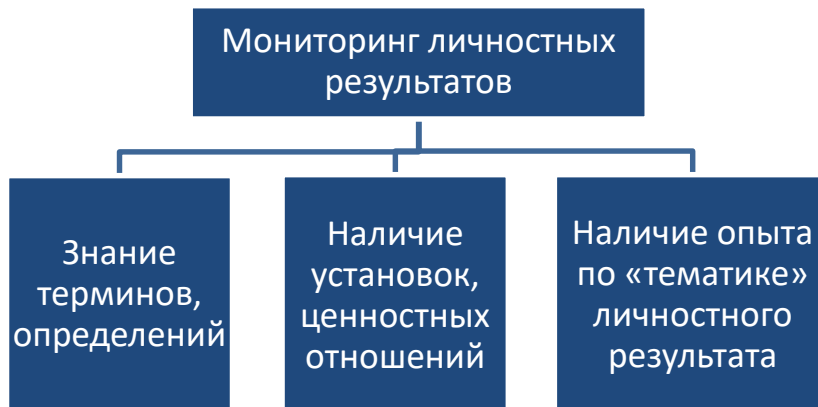 Мониторинг личностных
результатов
Знание
терминов,
определений
Наличие
установок,
ценностных
отношений
Наличие опыта
по «тематике»
личностного
результата